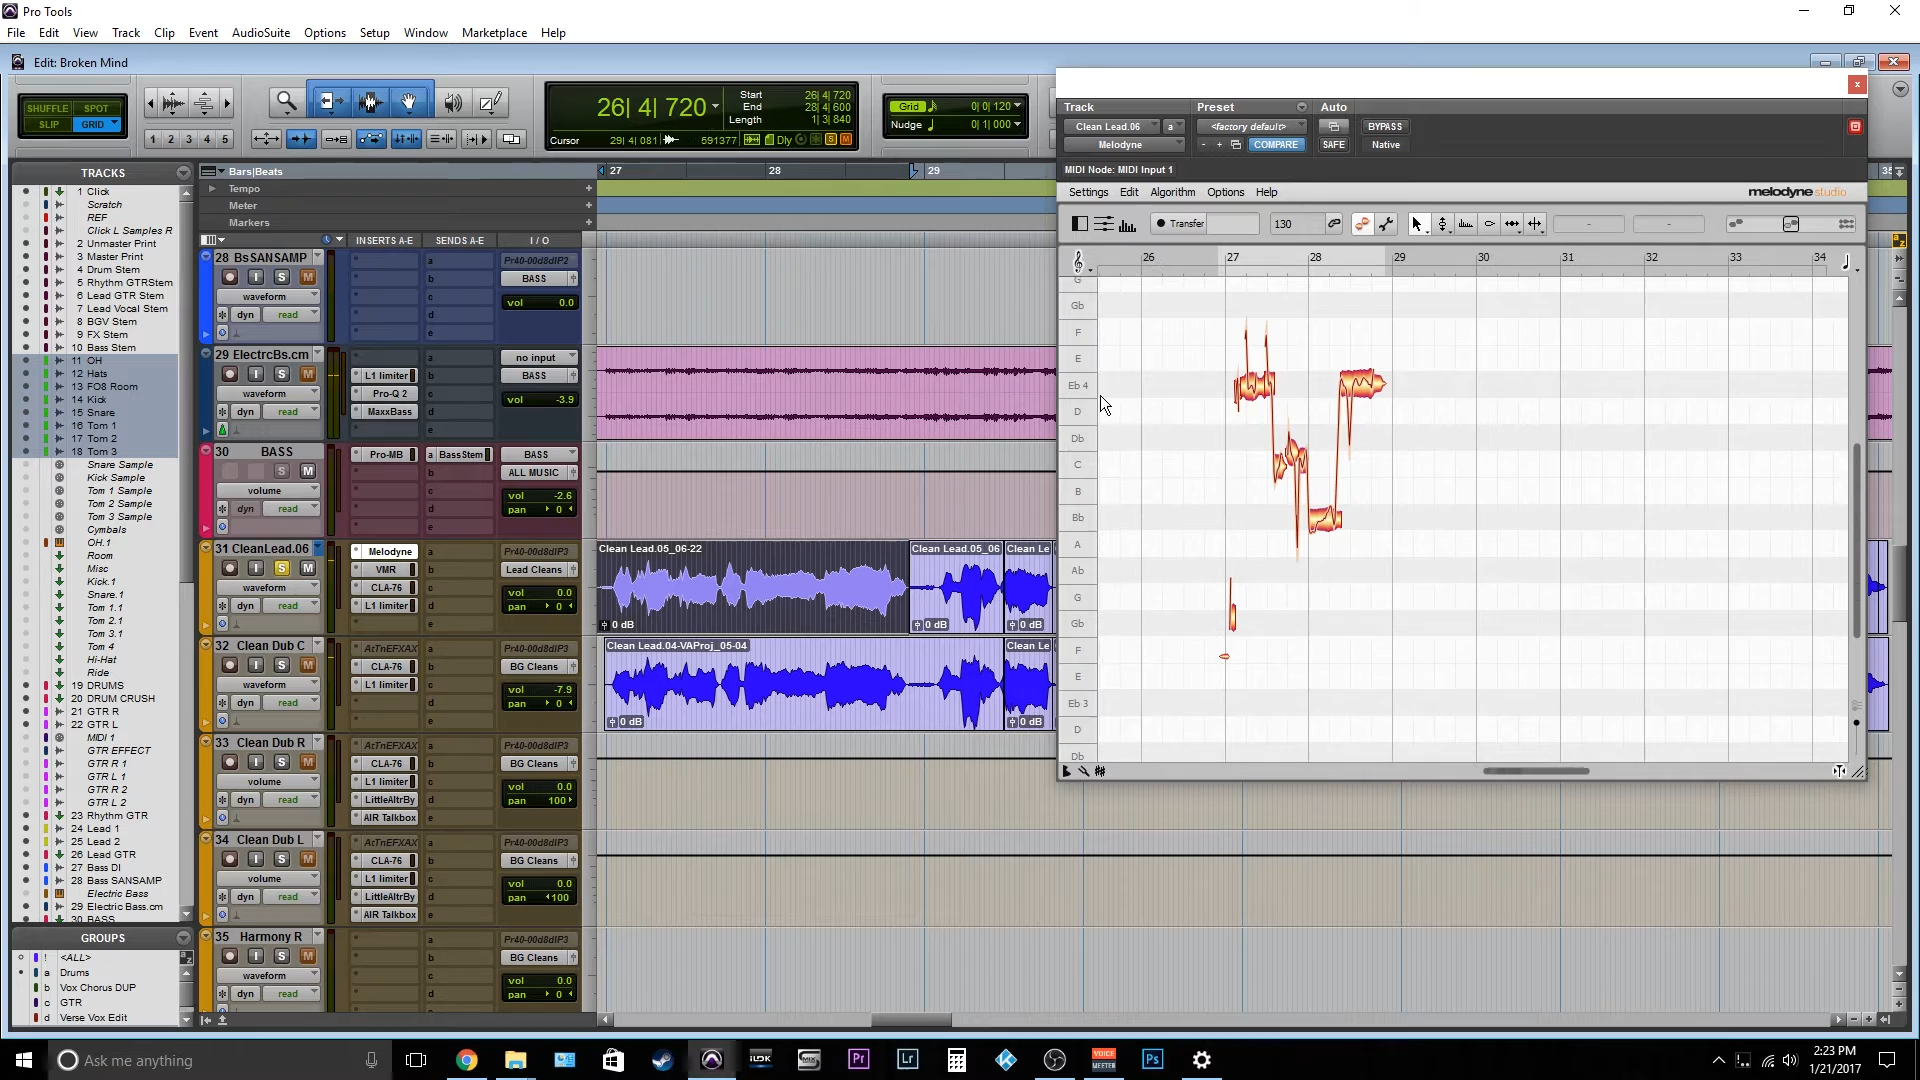 Pro Tools
File Edit View Track Clip Event AudioSuite Options Setup Window Marketplace Help
Edit: Broken Mind
SHUFFLE SPOT
SLIP GRID
1 2 3 4 5
26| 4| 720
Start 26| 4| 720
End 28| 4| 600
Length 1| 3| 840
Cursor 29| 4| 081 591377 Dly S M
Grid 0| 0| 120
Nudge 0| 1| 000
TRACKS
1 Click
Scratch
REF
Click L Samples R
2 Unmaster Print
3 Master Print
4 Drum Stem
5 Rhythm GTRStem
6 Lead GTR Stem
7 Lead Vocal Stem
8 BGV Stem
9 FX Stem
10 Bass Stem
11 OH
12 Hats
13 FO8 Room
14 Kick
15 Snare
16 Tom 1
17 Tom 2
18 Tom 3
Snare Sample
Kick Sample
Tom 1 Sample
Tom 2 Sample
Tom 3 Sample
Cymbals
OH.1
Room
Misc
Kick.1
Snare.1
Tom 1.1
Tom 2.1
Tom 3.1
Tom 4
Hi-Hat
Ride
19 DRUMS
20 DRUM CRUSH
21 GTR R
22 GTR L
MIDI 1
GTR EFFECT
GTR R 1
GTR L 1
GTR R 2
GTR L 2
23 Rhythm GTR
24 Lead 1
25 Lead 2
26 Lead GTR
27 Bass DI
28 Bass SANSAMP
Electric Bass
29 Electric Bass.cm
30 BASS
GROUPS
! <ALL>
a Drums
b Vox Chorus DUP
c GTR
d Verse Vox Edit
Bars|Beats
Tempo
Meter
Markers
27 28 29
INSERTS A-E SENDS A-E I / O
28 BsSANSAMP
I S M
waveform
dyn read
a b c d e
Pr40-00d8dIP2
BASS
vol 0.0
29 ElectrcBs.cm
I S M
waveform
dyn read
L1 limiter
Pro-Q 2
MaxxBass
a b c d e
no input
BASS
vol -3.9
30 BASS
S M
volume
dyn read
Pro-MB
a BassStem
b c d e
BASS
ALL MUSIC
vol -2.6
pan 0
31 CleanLead.06
I S M
waveform
dyn read
Melodyne
VMR
CLA-76
L1 limiter
a b c d e
Pr40-00d8dIP3
Lead Cleans
vol 0.0
pan 0
Clean Lead.05_06-22
0 dB
Clean Lead.05_06
0 dB
Clean Le
0 dB
32 Clean Dub C
I S M
waveform
dyn read
AtTnEFXAX
CLA-76
L1 limiter
a b c d e
Pr40-00d8dIP3
BG Cleans
vol -7.9
pan 0
Clean Lead.04-VAProj_05-04
0 dB
Clean Le
0 dB
33 Clean Dub R
I S M
volume
dyn read
AtTnEFXAX
CLA-76
L1 limiter
LittleAltrBy
AIR Talkbox
a b c d e
Pr40-00d8dIP3
BG Cleans
vol 0.0
pan 100
34 Clean Dub L
I S M
volume
dyn read
AtTnEFXAX
CLA-76
L1 limiter
LittleAltrBy
AIR Talkbox
a b c d e
Pr40-00d8dIP3
BG Cleans
vol 0.0
pan 100
35 Harmony R
I S M
waveform
dyn read
a b c d e
Pr40-00d8dIP3
BG Cleans
vol 0.0
pan 0
Track Preset Auto
Clean Lead.06 a <factory default> BYPASS
Melodyne - + COMPARE SAFE Native
MIDI Node: MIDI Input 1
Settings Edit Algorithm Options Help
melodyne studio
Transfer 130
26 27 28 29 30 31 32 33 34
G
Gb
F
E
Eb 4
D
Db
C
B
Bb
A
Ab
G
Gb
F
E
Eb 3
D
Db
Ask me anything
VOICE MEETER
2:23 PM
1/21/2017